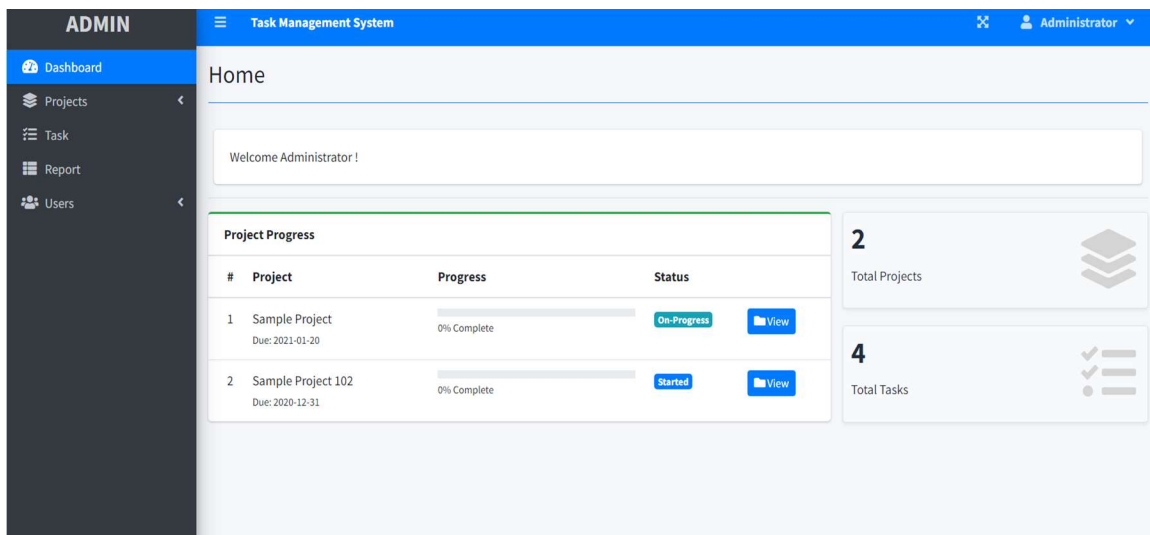 ADMIN
Task Management System
Administrator
Dashboard
Projects
Task
Report
Users
Home
Welcome Administrator !
Project Progress
# Project Progress Status
1 Sample Project 0% Complete On-Progress View
Due: 2021-01-20
2 Sample Project 102 0% Complete Started View
Due: 2020-12-31
2
Total Projects
4
Total Tasks